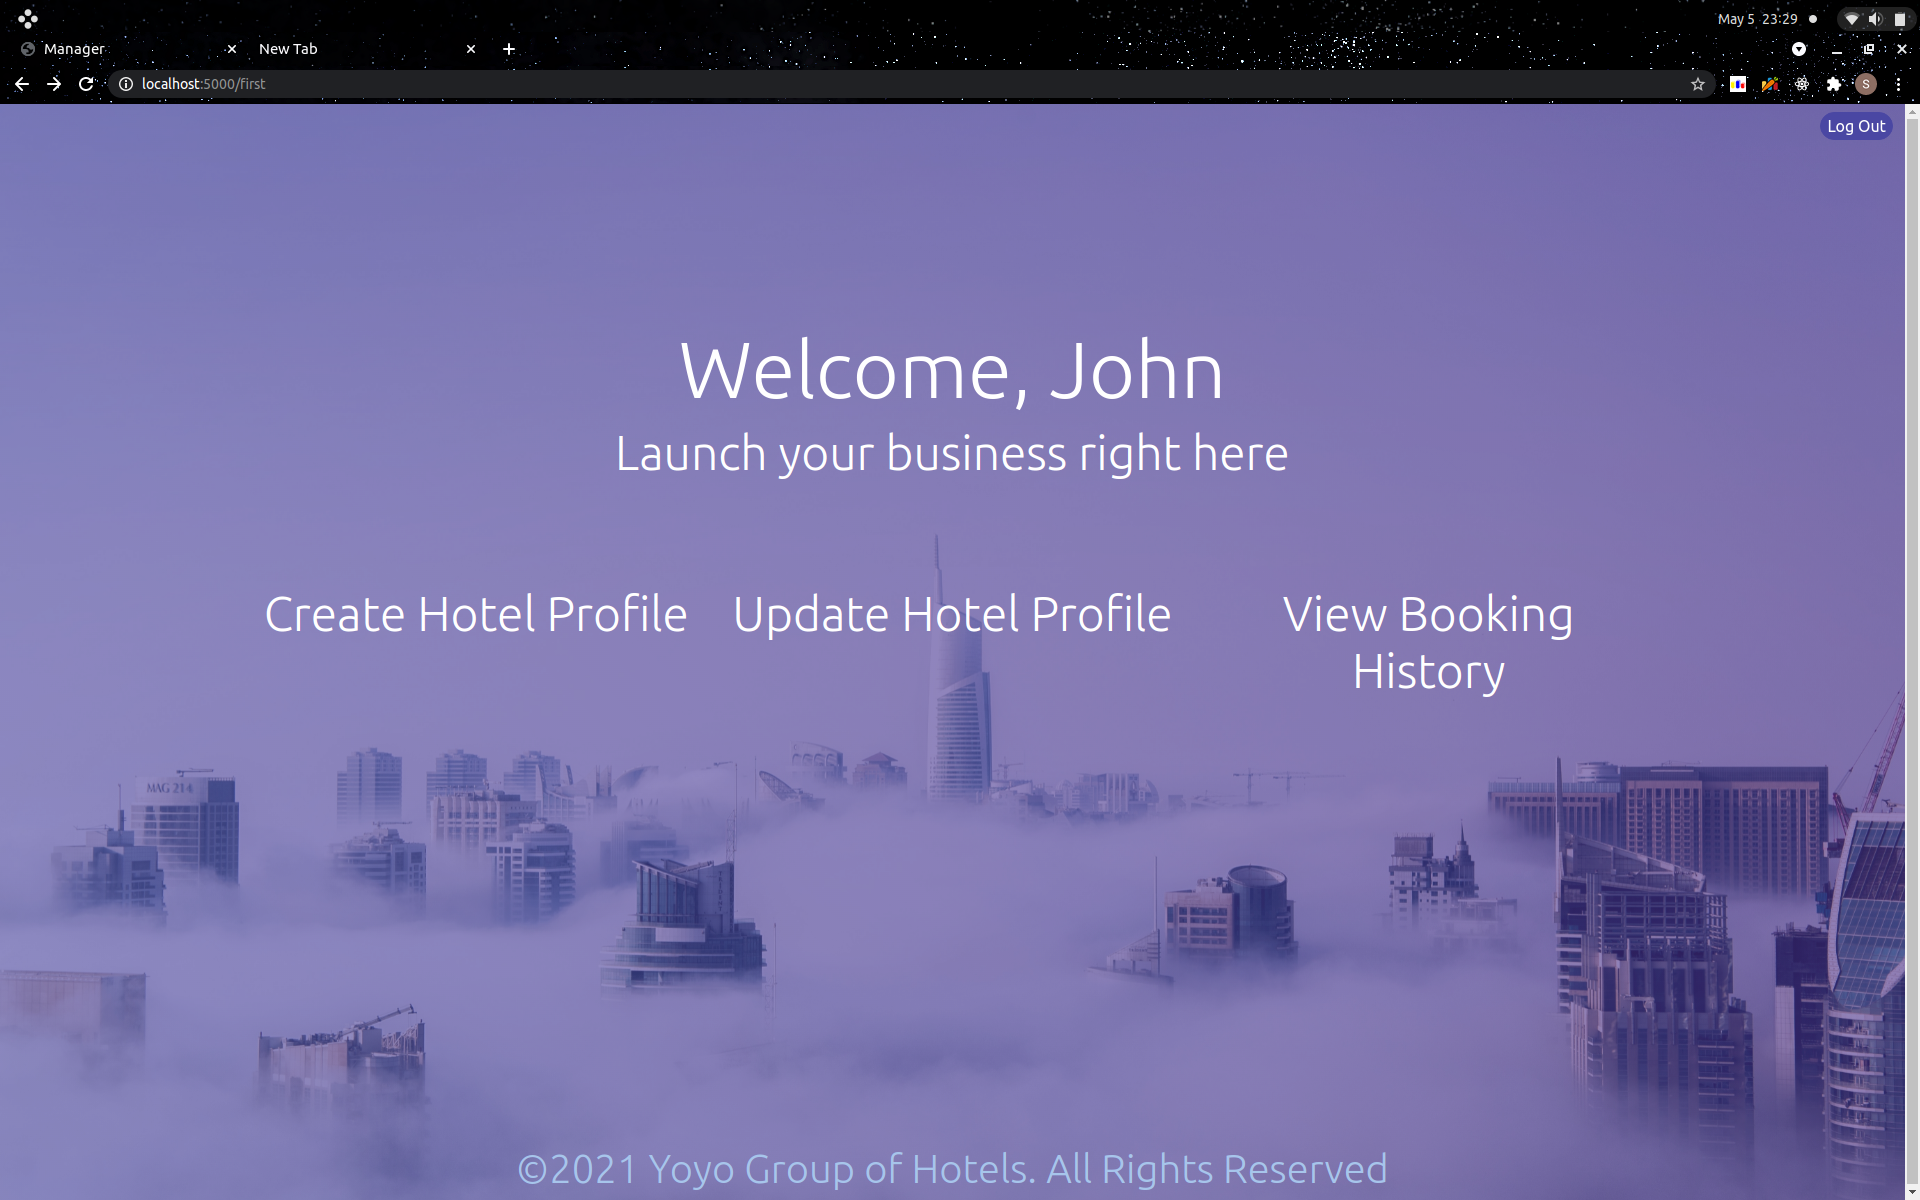 May 5 23:29
Manager
New Tab
localhost:5000/first
S
Log Out
Welcome, John
Launch your business right here
Create Hotel Profile
Update Hotel Profile
View Booking
History
MAG 214
©2021 Yoyo Group of Hotels. All Rights Reserved